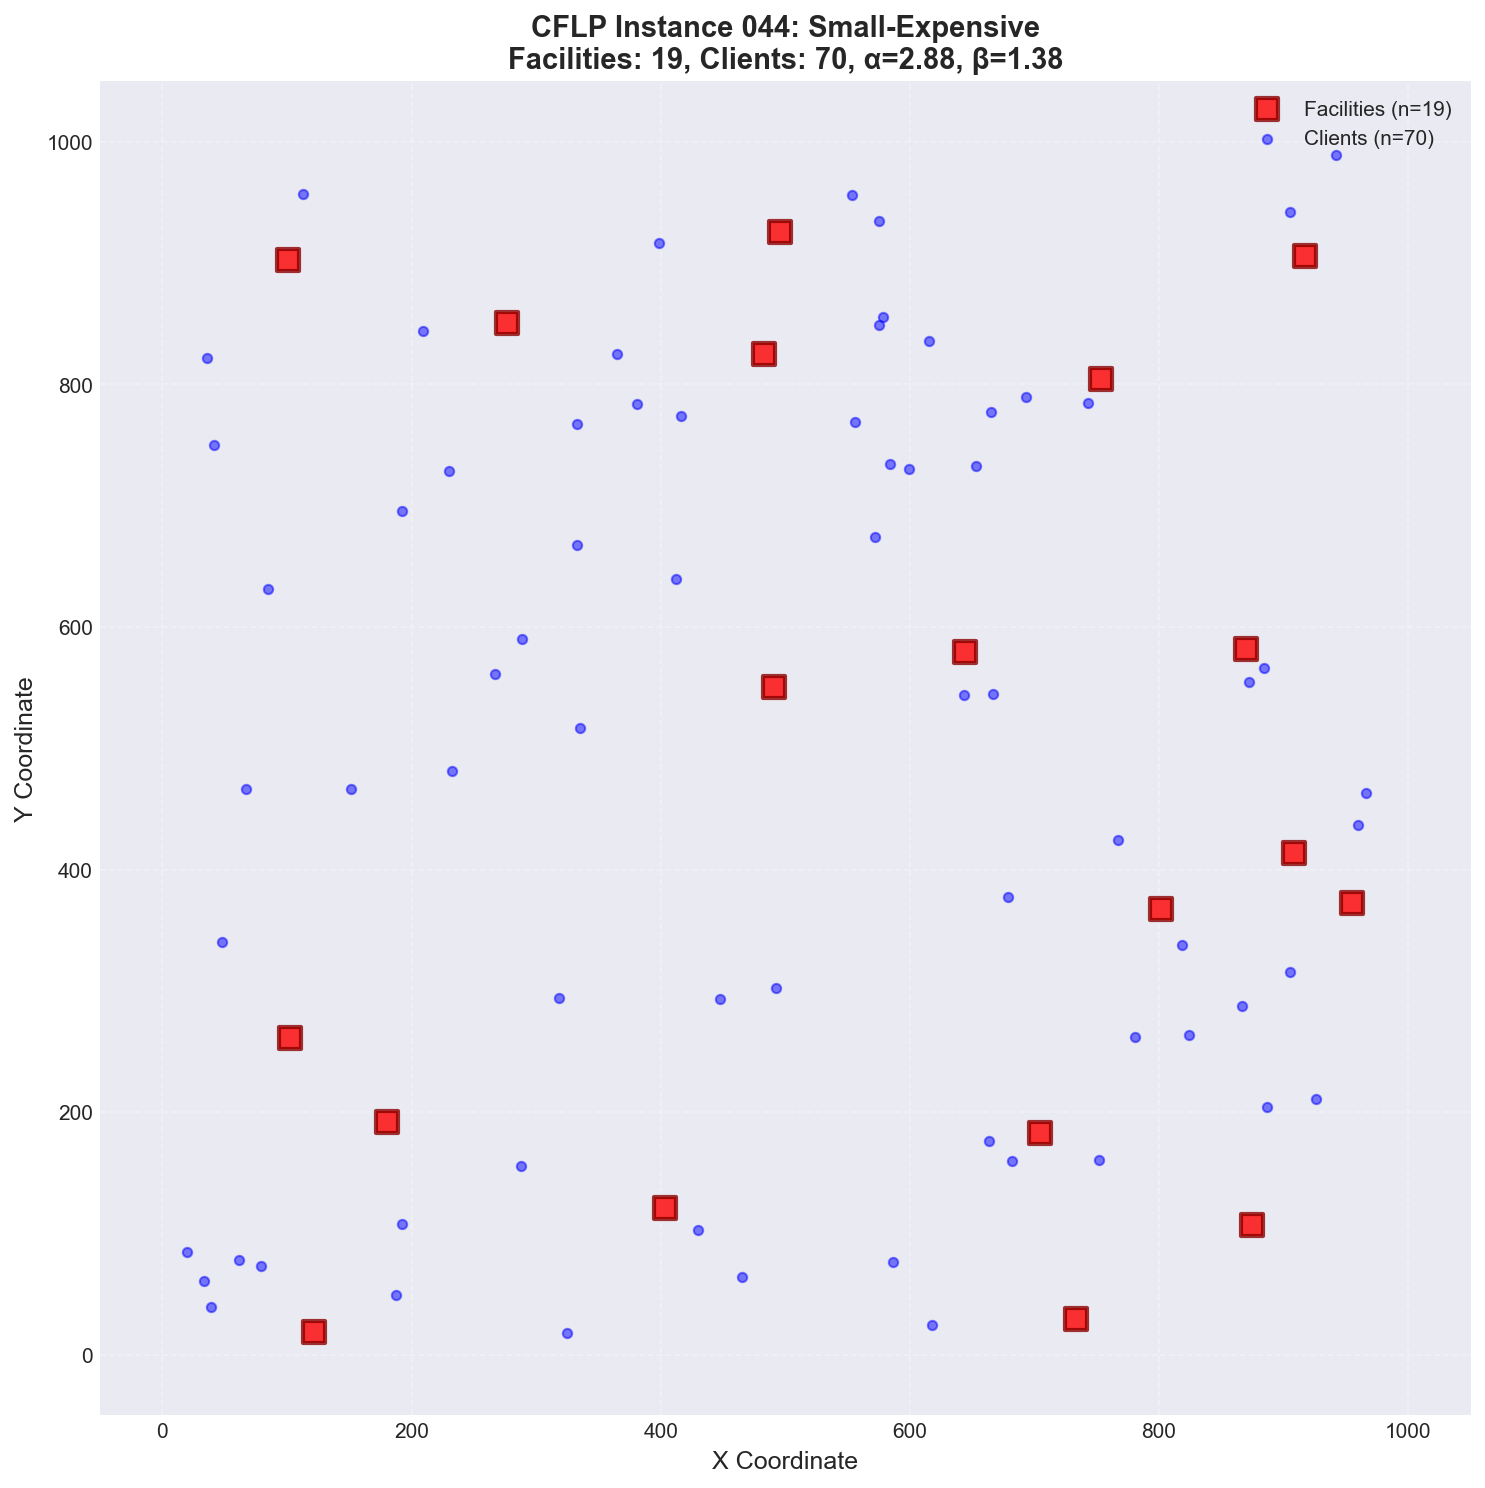 CFLP Instance 044: Small-Expensive
Facilities: 19, Clients: 70, α=2.88, β=1.38
Facilities (n=19)
Clients (n=70)
1000
800
600
400
200
0
Y Coordinate
0 200 400 600 800 1000
X Coordinate